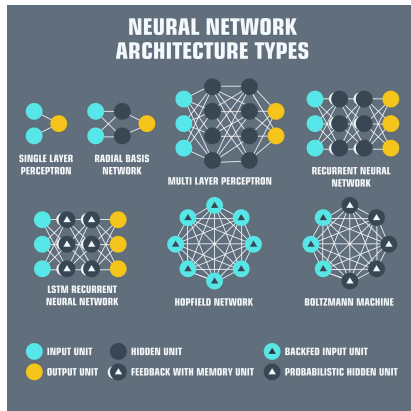 NEURAL NETWORK
ARCHITECTURE TYPES
SINGLE LAYER
PERCEPTRON
RADIAL BASIS
NETWORK
MULTI LAYER PERCEPTRON
RECURRENT NEURAL
NETWORK
LSTM RECURRENT
NEURAL NETWORK
HOPFIELD NETWORK
BOLTZMANN MACHINE
INPUT UNIT
HIDDEN UNIT
BACKFED INPUT UNIT
OUTPUT UNIT
FEEDBACK WITH MEMORY UNIT
PROBABILISTIC HIDDEN UNIT